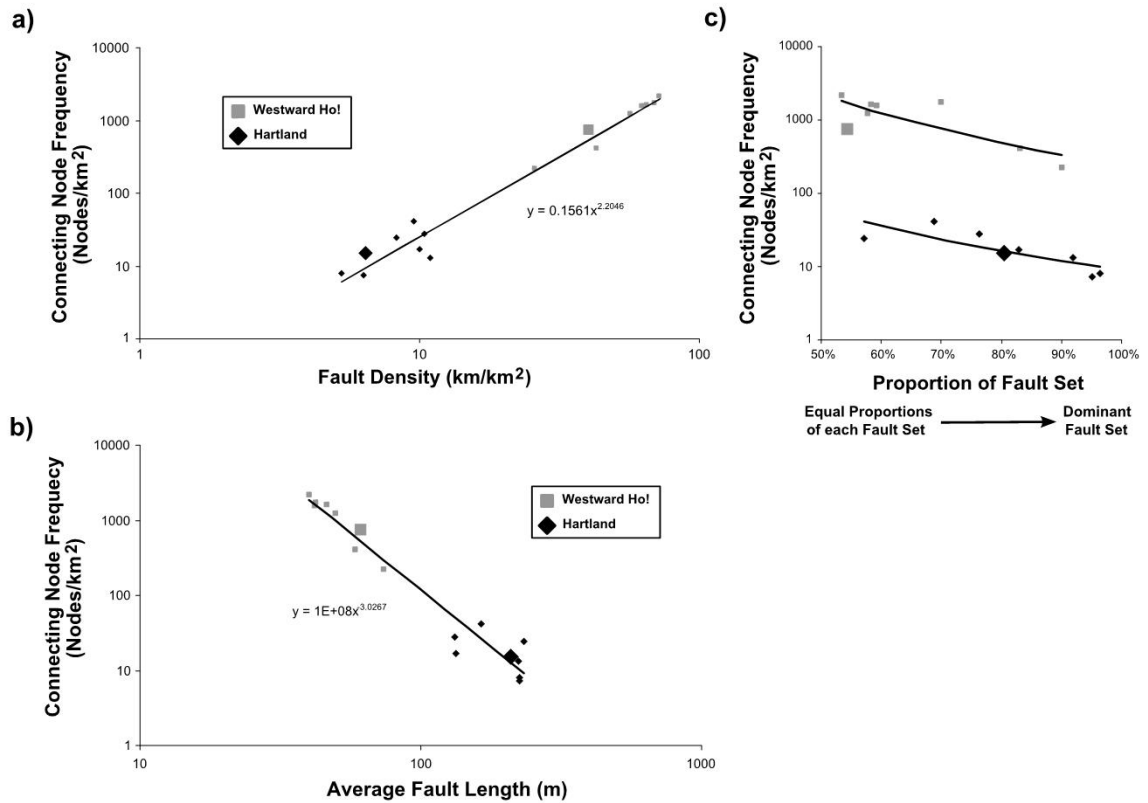 a)
Connecting Node Frequency
(Nodes/km2)
10000
1000
100
10
1
Westward Ho!
Hartland
y = 0.1561x2.2046
1
10
100
Fault Density (km/km2)
b)
Connecting Node Frequecy
(Nodes/km2)
10000
1000
100
10
1
Westward Ho!
Hartland
y = 1E+08x-3.0267
10
100
1000
Average Fault Length (m)
c)
Connecting Node Frequency
(Nodes/km2)
10000
1000
100
10
1
50%
60%
70%
80%
90%
100%
Proportion of Fault Set
Equal Proportions
of each Fault Set
Dominant
Fault Set